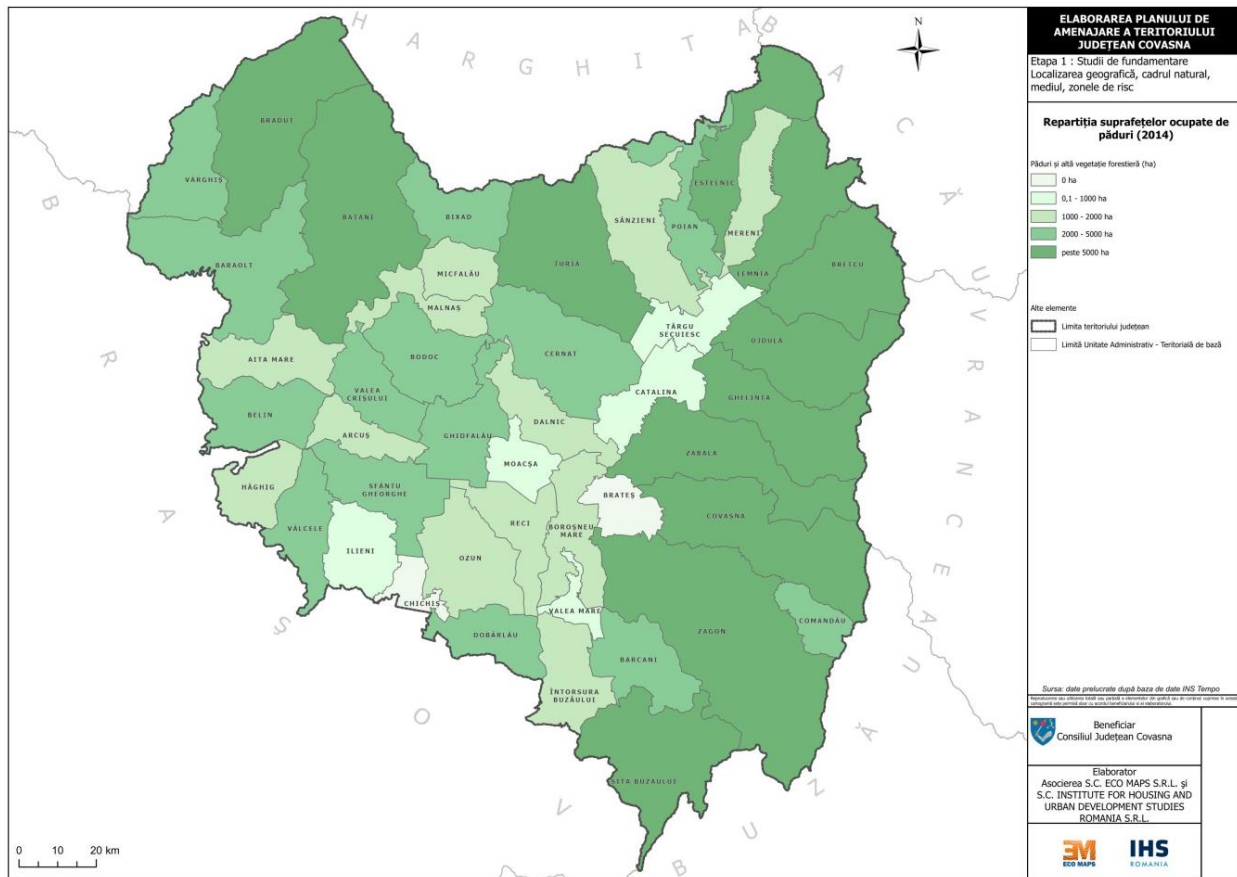 HARGHITA
BACĂU
VRANCEA
BUZĂU
BRAȘOV
N
BRADUT
VÂRGHIȘ
BATANI
BIXAD
BARAOLT
MICFALĂU
MALNAȘ
TURIA
SÂNZIENI
ESTELNIC
POIAN
MERENI
LEMNIA
BRETCU
TÂRGU
SECUIESC
OJDULA
CERNAT
BODOC
AITA MARE
VALEA
CRIȘULUI
CATALINA
GHELINTA
BELIN
ARCUȘ
GHIDFALĂU
DALNIC
MOACȘA
ZABALA
HĂGHIG
SFÂNTU
GHEORGHE
BRATEȘ
COVASNA
VÂLCELE
ILIENI
OZUN
RECI
BOROȘNEU
MARE
CHICHIȘ
VALEA MARE
COMANDĂU
DOBÂRLĂU
ZAGON
BARCANI
ÎNTORSURA
BUZĂULUI
SITA BUZAULUI
0 10 20 km
ELABORAREA PLANULUI DE
AMENAJARE A TERITORIULUI
JUDEȚEAN COVASNA
Etapa 1 : Studii de fundamentare
Localizarea geografică, cadrul natural,
mediul, zonele de risc
Repartiția suprafețelor ocupate de
păduri (2014)
Păduri și altă vegetație forestieră (ha)
0 ha
0,1 - 1000 ha
1000 - 2000 ha
2000 - 5000 ha
peste 5000 ha
Alte elemente
Limita teritoriului județean
Limită Unitate Administrativ - Teritorială de bază
Sursa: date prelucrate după baza de date INS Tempo
Beneficiar
Consiliul Județean Covasna
Elaborator
Asocierea S.C. ECO MAPS S.R.L. și
S.C. INSTITUTE FOR HOUSING AND
URBAN DEVELOPMENT STUDIES
ROMANIA S.R.L.
EM
ECO MAPS
IHS
ROMANIA